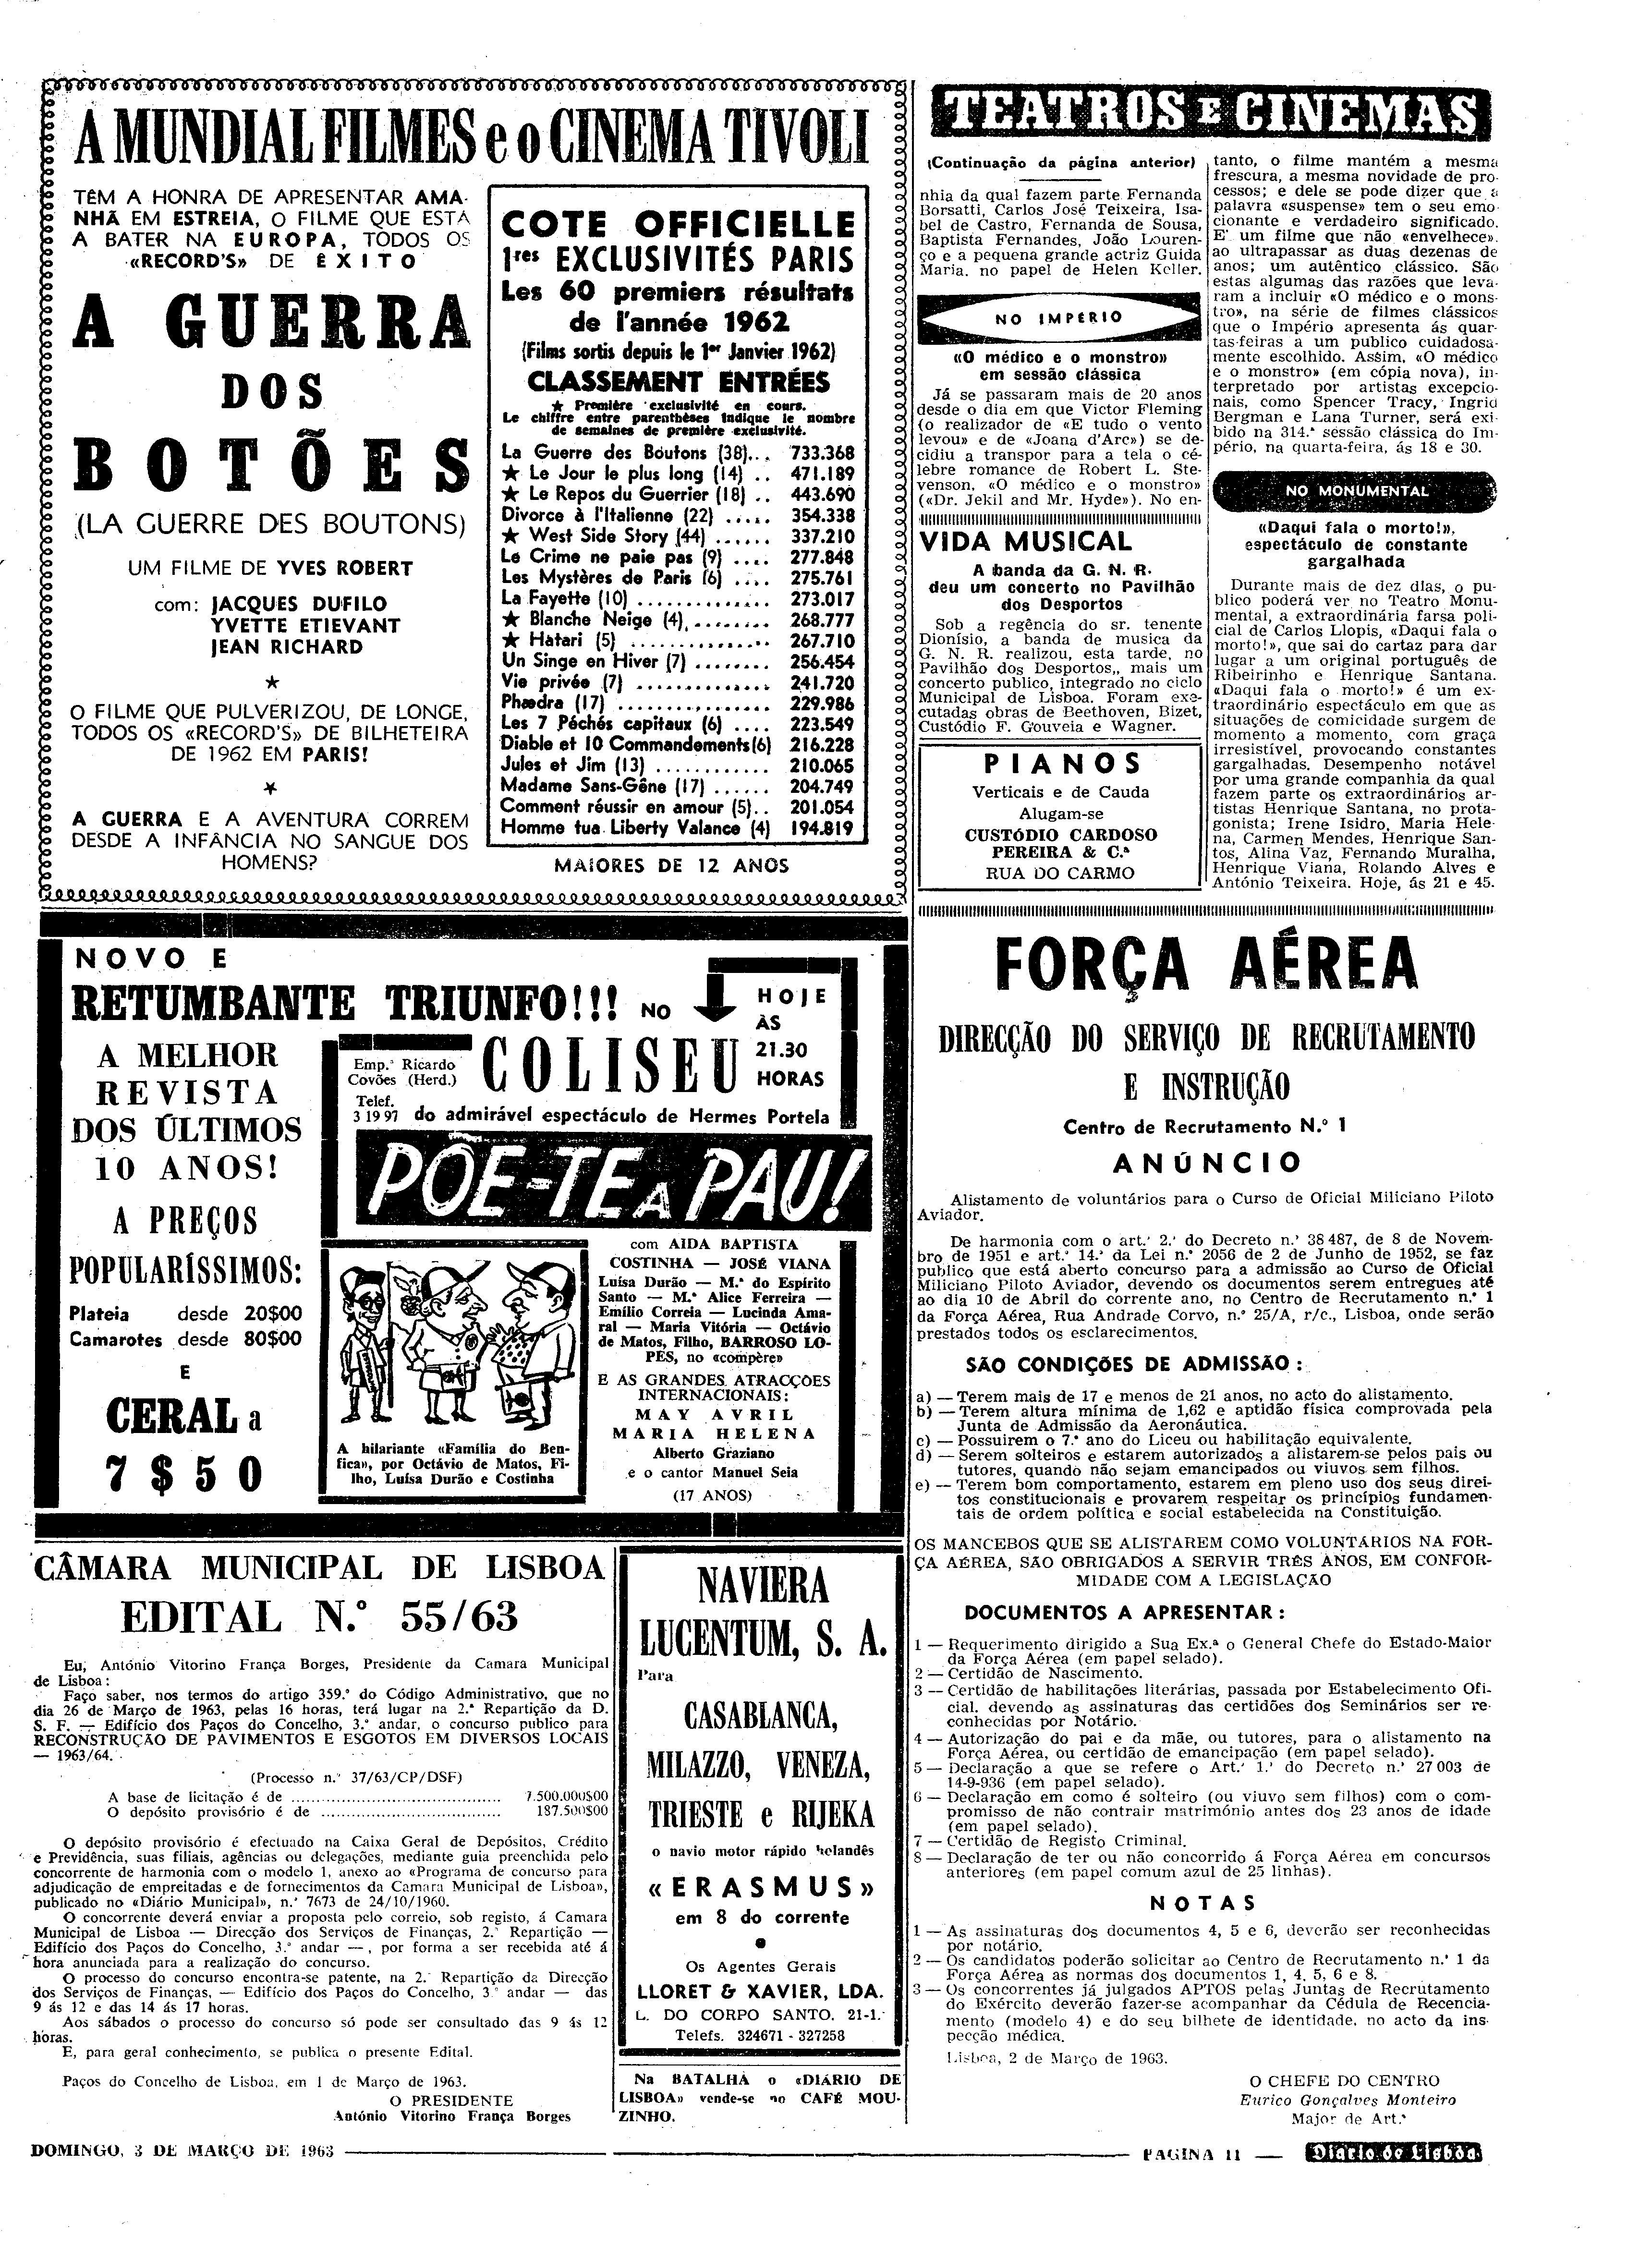 A MUNDIAL FILMES e o CINEMA TIVOLI
TÊM A HONRA DE APRESENTAR AMA-
NHÃ EM ESTREIA, O FILME QUE ESTÁ
A BATER NA EUROPA, TODOS OS
«RECORD'S» DE ÊXITO
A GUERRA
DOS
BOTÕES
(LA GUERRE DES BOUTONS)
UM FILME DE YVES ROBERT
com: JACQUES DUFILO
YVETTE ETIEVANT
JEAN RICHARD
★
O FILME QUE PULVERIZOU, DE LONGE,
TODOS OS «RECORD'S» DE BILHETEIRA
DE 1962 EM PARIS!
★
A GUERRA E A AVENTURA CORREM
DESDE A INFÂNCIA NO SANGUE DOS
HOMENS?
COTE OFFICIELLE
1res EXCLUSIVITÉS PARIS
Les 60 premiers résultats
de l'année 1962
(Films sortis depuis le 1er Janvier 1962)
CLASSEMENT ENTRÉES
★ Première exclusivité en cours.
Le chiffre entre parenthèses indique le nombre
de semaines de première exclusivité.
La Guerre des Boutons (38)... 733.368
★ Le Jour le plus long (14) .. 471.189
★ Le Repos du Guerrier (18) .. 443.690
Divorce à l'Italienne (22) ..... 354.338
★ West Side Story (44) ...... 337.210
Le Crime ne paie pas (9) .... 277.848
Les Mystères de Paris (6) .... 275.761
La Fayette (10) .............. 273.017
★ Blanche Neige (4) ........ 268.777
★ Hatari (5) ................ 267.710
Un Singe en Hiver (7) ........ 256.454
Vie privée (7) ............... 241.720
Phædra (17) ................. 229.986
Les 7 Péchés capitaux (6) .... 223.549
Diable et 10 Commandements (6) 216.228
Jules et Jim (13) ............ 210.065
Madame Sans-Gêne (17) ...... 204.749
Comment réussir en amour (5).. 201.054
Homme tua Liberty Valance (4) 194.819
MAIORES DE 12 ANOS
TEATROS E CINEMAS
(Continuação da página anterior)
nhia da qual fazem parte Fernanda
Borsatti, Carlos José Teixeira, Isa-
bel de Castro, Fernanda de Sousa,
Baptista Fernandes, João Louren-
ço e a pequena grande actriz Guida
Maria, no papel de Helen Keller.
NO IMPÉRIO
«O médico e o monstro»
em sessão clássica
Já se passaram mais de 20 anos
desde o dia em que Victor Fleming
(o realizador de «E tudo o vento
levou» e de «Joana d'Arc») se de-
cidiu a transpor para a tela o cé-
lebre romance de Robert L. Ste-
venson, «O médico e o monstro»
(«Dr. Jekil and Mr. Hyde»). No en-
VIDA MUSICAL
A banda da G. N. R.
deu um concerto no Pavilhão
dos Desportos
Sob a regência do sr. tenente
Dionísio, a banda de musica da
G. N. R. realizou, esta tarde, no
Pavilhão dos Desportos,, mais um
concerto publico, integrado no ciclo
Municipal de Lisboa. Foram exe-
cutadas obras de Beethoven, Bizet,
Custódio F. Gouveia e Wagner.
PIANOS
Verticais e de Cauda
Alugam-se
CUSTÓDIO CARDOSO
PEREIRA & C.ª
RUA DO CARMO
tanto, o filme mantém a mesma
frescura, a mesma novidade de pro-
cessos; e dele se pode dizer que a
palavra «suspense» tem o seu emo-
cionante e verdadeiro significado.
E' um filme que não «envelhece».
ao ultrapassar as duas dezenas de
anos; um autêntico clássico. São
estas algumas das razões que leva-
ram a incluir «O médico e o mons-
tro», na série de filmes clássicos
que o Império apresenta ás quar-
tas-feiras a um publico cuidadosa-
mente escolhido. Assim, «O médico
e o monstro» (em cópia nova), in-
terpretado por artistas excepcio-
nais, como Spencer Tracy, Ingrid
Bergman e Lana Turner, será exi-
bido na 314.ª sessão clássica do Im-
pério, na quarta-feira, ás 18 e 30.
NO MONUMENTAL
«Daqui fala o morto!»,
espectáculo de constante
gargalhada
Durante mais de dez dias, o pu-
blico poderá ver no Teatro Monu-
mental, a extraordinária farsa poli-
cial de Carlos Llopis, «Daqui fala o
morto!», que sai do cartaz para dar
lugar a um original português de
Ribeirinho e Henrique Santana.
«Daqui fala o morto!» é um ex-
traordinário espectáculo em que as
situações de comicidade surgem de
momento a momento, com graça
irresistível, provocando constantes
gargalhadas. Desempenho notável
por uma grande companhia da qual
fazem parte os extraordinários ar-
tistas Henrique Santana, no prota-
gonista; Irene Isidro, Maria Hele-
na, Carmen Mendes, Henrique San-
tos, Alina Vaz, Fernando Muralha,
Henrique Viana, Rolando Alves e
António Teixeira. Hoje, ás 21 e 45.
NOVO E
RETUMBANTE TRIUNFO!!! NO
HOJE
ÀS
21.30
HORAS
A MELHOR
REVISTA
DOS ÚLTIMOS
10 ANOS!
A PREÇOS
POPULARÍSSIMOS:
Plateia desde 20$00
Camarotes desde 80$00
E
GERAL a
7$50
Emp.ª Ricardo
Covões (Herd.)
COLISEU
Telef.
3 19 97 do admirável espectáculo de Hermes Portela
PÕE-TE A PAU!
com AIDA BAPTISTA
COSTINHA — JOSÉ VIANA
Luísa Durão — M.ª do Espírito
Santo — M.ª Alice Ferreira —
Emílio Correia — Lucinda Ama-
ral — Maria Vitória — Octávio
de Matos, Filho, BARROSO LO-
PES, no «compère»
E AS GRANDES ATRACÇÕES
INTERNACIONAIS:
MAY AVRIL
MARIA HELENA
Alberto Graziano
e o cantor Manuel Seia
(17 ANOS)
A hilariante «Família do Ben-
fica», por Octávio de Matos, Fi-
lho, Luísa Durão e Costinha
FORÇA AÉREA
DIRECÇÃO DO SERVIÇO DE RECRUTAMENTO
E INSTRUÇÃO
Centro de Recrutamento N.º 1
ANÚNCIO
Alistamento de voluntários para o Curso de Oficial Miliciano Piloto
Aviador.
De harmonia com o art.º 2.º do Decreto n.º 38 487, de 8 de Novem-
bro de 1951 e art.º 14.º da Lei n.º 2056 de 2 de Junho de 1952, se faz
publico que está aberto concurso para a admissão ao Curso de Oficial
Miliciano Piloto Aviador, devendo os documentos serem entregues até
ao dia 10 de Abril do corrente ano, no Centro de Recrutamento n.º 1
da Força Aérea, Rua Andrade Corvo, n.º 25/A, r/c., Lisboa, onde serão
prestados todos os esclarecimentos.
SÃO CONDIÇÕES DE ADMISSÃO :
a) — Terem mais de 17 e menos de 21 anos, no acto do alistamento.
b) — Terem altura mínima de 1,62 e aptidão física comprovada pela
Junta de Admissão da Aeronáutica.
c) — Possuirem o 7.º ano do Liceu ou habilitação equivalente.
d) — Serem solteiros e estarem autorizados a alistarem-se pelos pais ou
tutores, quando não sejam emancipados ou viuvos sem filhos.
e) — Terem bom comportamento, estarem em pleno uso dos seus direi-
tos constitucionais e provarem respeitar os princípios fundamen-
tais de ordem política e social estabelecida na Constituição.
OS MANCEBOS QUE SE ALISTAREM COMO VOLUNTÁRIOS NA FOR-
ÇA AÉREA, SÃO OBRIGADOS A SERVIR TRÊS ANOS, EM CONFOR-
MIDADE COM A LEGISLAÇÃO
DOCUMENTOS A APRESENTAR :
1 — Requerimento dirigido a Sua Ex.ª o General Chefe do Estado-Maior
da Força Aérea (em papel selado).
2 — Certidão de Nascimento.
3 — Certidão de habilitações literárias, passada por Estabelecimento Ofi-
cial, devendo as assinaturas das certidões dos Seminários ser re-
conhecidas por Notário.
4 — Autorização do pai e da mãe, ou tutores, para o alistamento na
Força Aérea, ou certidão de emancipação (em papel selado).
5 — Declaração a que se refere o Art.º 1.º do Decreto n.º 27 003 de
14-9-936 (em papel selado).
6 — Declaração em como é solteiro (ou viuvo sem filhos) com o com-
promisso de não contrair matrimónio antes dos 23 anos de idade
(em papel selado).
7 — Certidão de Registo Criminal.
8 — Declaração de ter ou não concorrido á Força Aérea em concursos
anteriores (em papel comum azul de 25 linhas).
NOTAS
1 — As assinaturas dos documentos 4, 5 e 6, deverão ser reconhecidas
por notário.
2 — Os candidatos poderão solicitar ao Centro de Recrutamento n.º 1 da
Força Aérea as normas dos documentos 1, 4, 5, 6 e 8.
3 — Os concorrentes já julgados APTOS pelas Juntas de Recrutamento
do Exército deverão fazer-se acompanhar da Cédula de Recencia-
mento (modelo 4) e do seu bilhete de identidade, no acto da ins-
pecção médica.
Lisboa, 2 de Março de 1963.
O CHEFE DO CENTRO
Eurico Gonçalves Monteiro
Major de Art.ª
CÂMARA MUNICIPAL DE LISBOA
EDITAL N.º 55/63
Eu, António Vitorino França Borges, Presidente da Camara Municipal
de Lisboa :
Faço saber, nos termos do artigo 359.º do Código Administrativo, que no
dia 26 de Março de 1963, pelas 16 horas, terá lugar na 2.ª Repartição da D.
S. F. — Edifício dos Paços do Concelho, 3.º andar, o concurso publico para
RECONSTRUÇÃO DE PAVIMENTOS E ESGOTOS EM DIVERSOS LOCAIS
— 1963/64.
(Processo n.º 37/63/CP/DSF)
A base de licitação é de .......... 7.500.000$00
O depósito provisório é de .......... 187.500$00
O depósito provisório é efectuado na Caixa Geral de Depósitos, Crédito
e Previdência, suas filiais, agências ou delegações, mediante guia preenchida pelo
concorrente de harmonia com o modelo 1, anexo ao «Programa de concurso para
adjudicação de empreitadas e de fornecimentos da Camara Municipal de Lisboa»,
publicado no «Diário Municipal», n.º 7673 de 24/10/1960.
O concorrente deverá enviar a proposta pelo correio, sob registo, á Camara
Municipal de Lisboa — Direcção dos Serviços de Finanças, 2.ª Repartição —
Edifício dos Paços do Concelho, 3.º andar —, por forma a ser recebida até á
hora anunciada para a realização do concurso.
O processo do concurso encontra-se patente, na 2.ª Repartição da Direcção
dos Serviços de Finanças, — Edifício dos Paços do Concelho, 3.º andar — das
9 ás 12 e das 14 ás 17 horas.
Aos sábados o processo do concurso só pode ser consultado das 9 ás 12
horas.
E, para geral conhecimento, se publica o presente Edital.
Paços do Concelho de Lisboa, em 1 de Março de 1963.
O PRESIDENTE
António Vitorino França Borges
NAVIERA
LUCENTUM, S. A.
Para
CASABLANCA,
MILAZZO, VENEZA,
TRIESTE e RIJEKA
o navio motor rápido holandês
«ERASMUS»
em 8 do corrente
Os Agentes Gerais
LLORET & XAVIER, LDA.
L. DO CORPO SANTO, 21-1.º
Telefs. 324671 - 327258
Na BATALHA o «DIÁRIO DE
LISBOA» vende-se no CAFÉ MOU-
ZINHO.
DOMINGO, 3 DE MARÇO DE 1963
PAGINA 11 — Diário de Lisboa